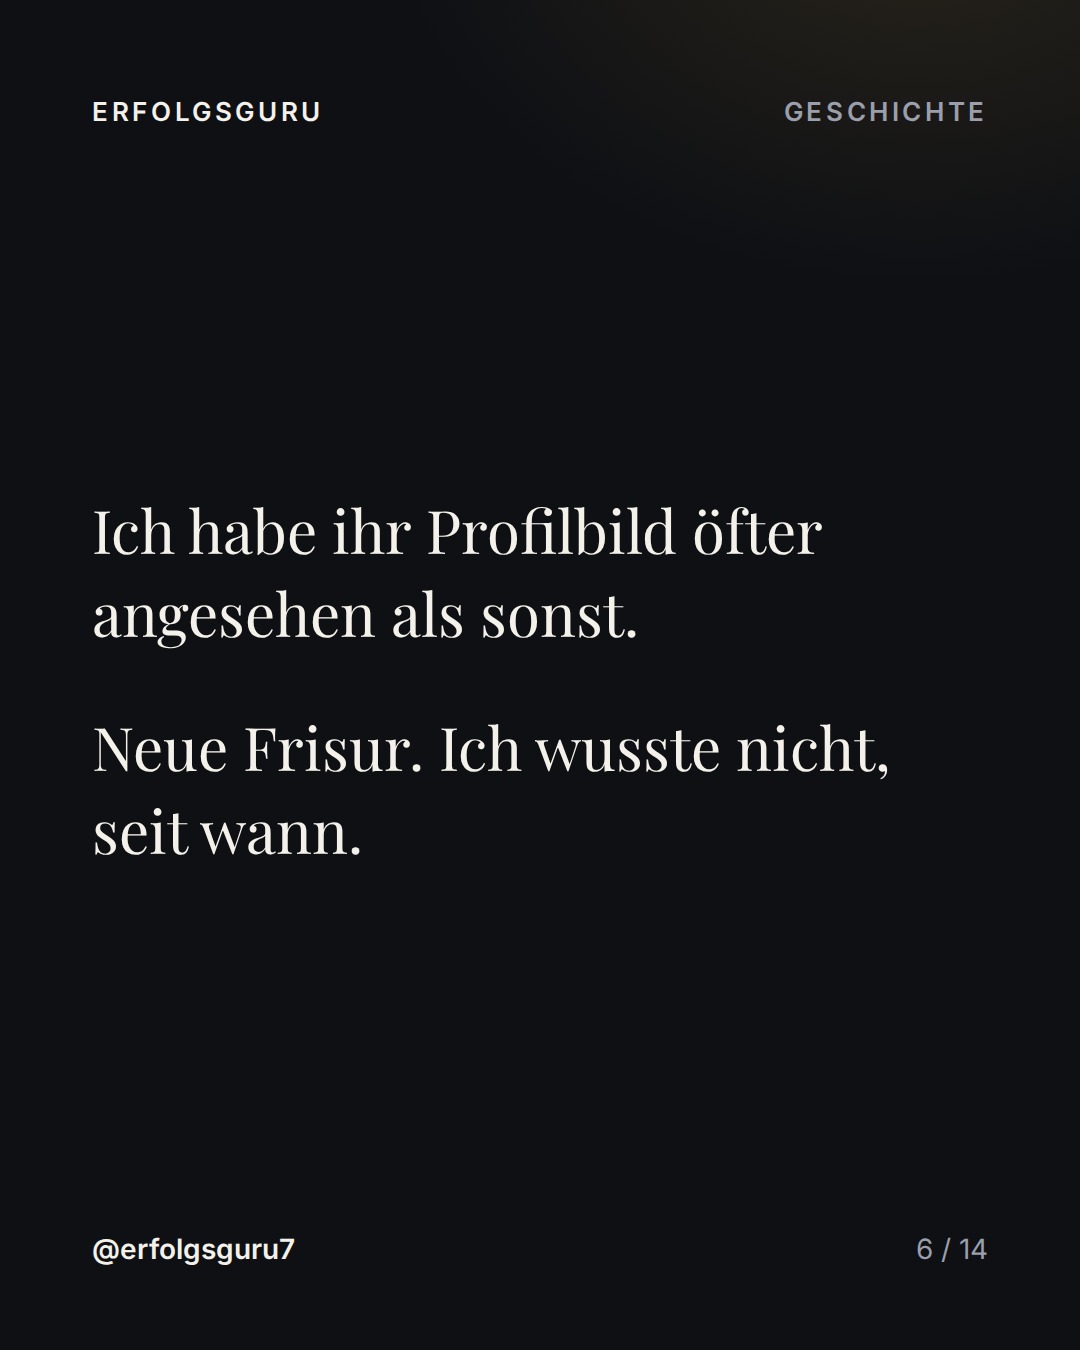 ERFOLGSGURU
GESCHICHTE
Ich habe ihr Profilbild öfter
angesehen als sonst.
Neue Frisur. Ich wusste nicht,
seit wann.
@erfolgsguru7
6 / 14